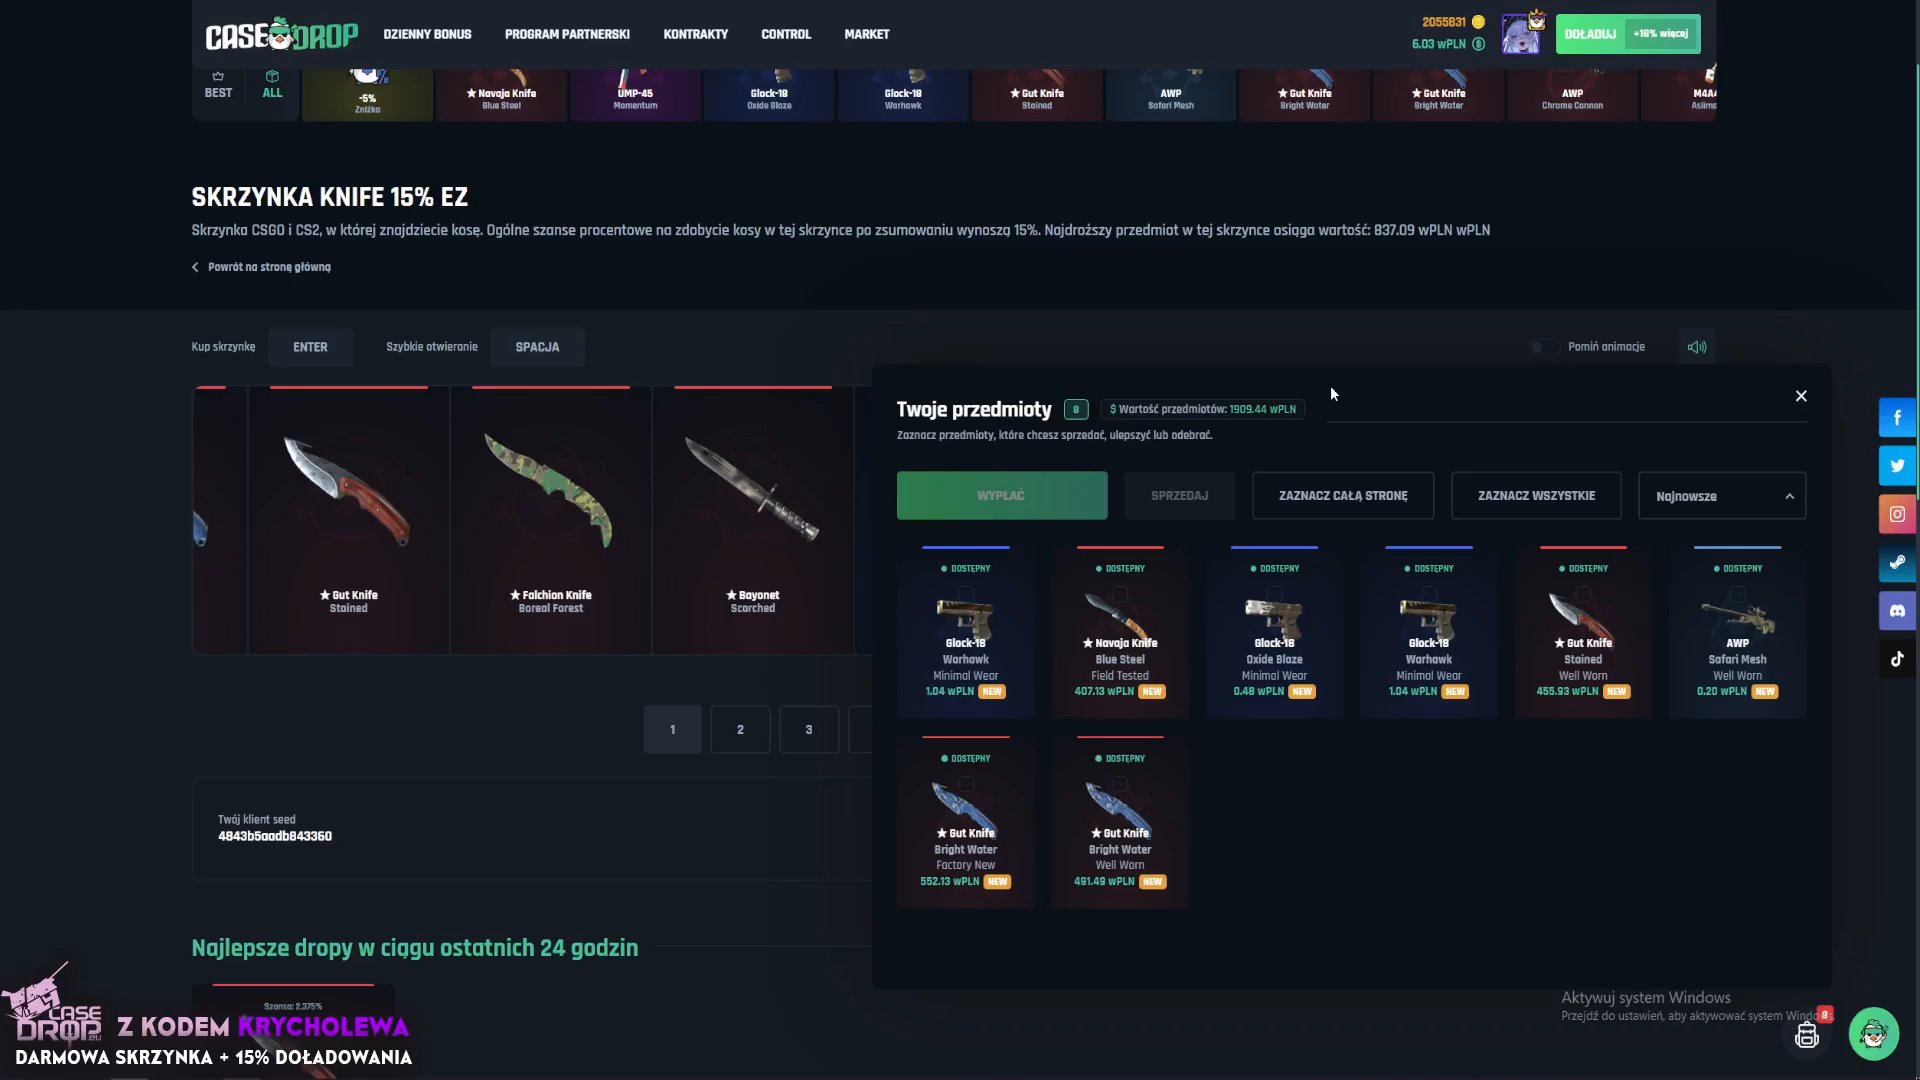 CASE DROP
DZIENNY BONUS
PROGRAM PARTNERSKI
KONTRAKTY
CONTROL
MARKET
2055831
6.03 wPLN
DOŁADUJ
+18% więcej
BEST
ALL
-5%
Zniżka
★ Navaja Knife
Blue Steel
UMP-45
Momentum
Glock-18
Oxide Blaze
Glock-18
Warhawk
★ Gut Knife
Stained
AWP
Safari Mesh
★ Gut Knife
Bright Water
★ Gut Knife
Bright Water
AWP
Chrome Cannon
M4A4
Asiimo
SKRZYNKA KNIFE 15% EZ
Skrzynka CSGO i CS2, w której znajdziecie kosę. Ogólne szanse procentowe na zdobycie kosy w tej skrzynce po zsumowaniu wynoszą 15%. Najdroższy przedmiot w tej skrzynce osiąga wartość: 837.09 wPLN wPLN
Powrót na stronę główną
Kup skrzynkę
ENTER
Szybkie otwieranie
SPACJA
Pomiń animacje
★ Gut Knife
Stained
★ Falchion Knife
Boreal Forest
★ Bayonet
Scorched
1
2
3
Twój klient seed
4843b5aadb843360
Najlepsze dropy w ciągu ostatnich 24 godzin
Szansa: 2.375%
Twoje przedmioty
8
$ Wartość przedmiotów: 1909.44 wPLN
Zaznacz przedmioty, które chcesz sprzedać, ulepszyć lub odebrać.
WYPŁAĆ
SPRZEDAJ
ZAZNACZ CAŁĄ STRONĘ
ZAZNACZ WSZYSTKIE
Najnowsze
DOSTĘPNY
Glock-18
Warhawk
Minimal Wear
1.04 wPLN NEW
DOSTĘPNY
★ Navaja Knife
Blue Steel
Field Tested
407.13 wPLN NEW
DOSTĘPNY
Glock-18
Oxide Blaze
Minimal Wear
0.48 wPLN NEW
DOSTĘPNY
Glock-18
Warhawk
Minimal Wear
1.04 wPLN NEW
DOSTĘPNY
★ Gut Knife
Stained
Well Worn
455.93 wPLN NEW
DOSTĘPNY
AWP
Safari Mesh
Well Worn
0.20 wPLN NEW
DOSTĘPNY
★ Gut Knife
Bright Water
Factory New
552.13 wPLN NEW
DOSTĘPNY
★ Gut Knife
Bright Water
Well Worn
491.49 wPLN NEW
Aktywuj system Windows
Przejdź do ustawień, aby aktywować system Windows.
8
CASE
DROP.eu
Z KODEM KRYCHOLEWA
DARMOWA SKRZYNKA + 15% DOŁADOWANIA